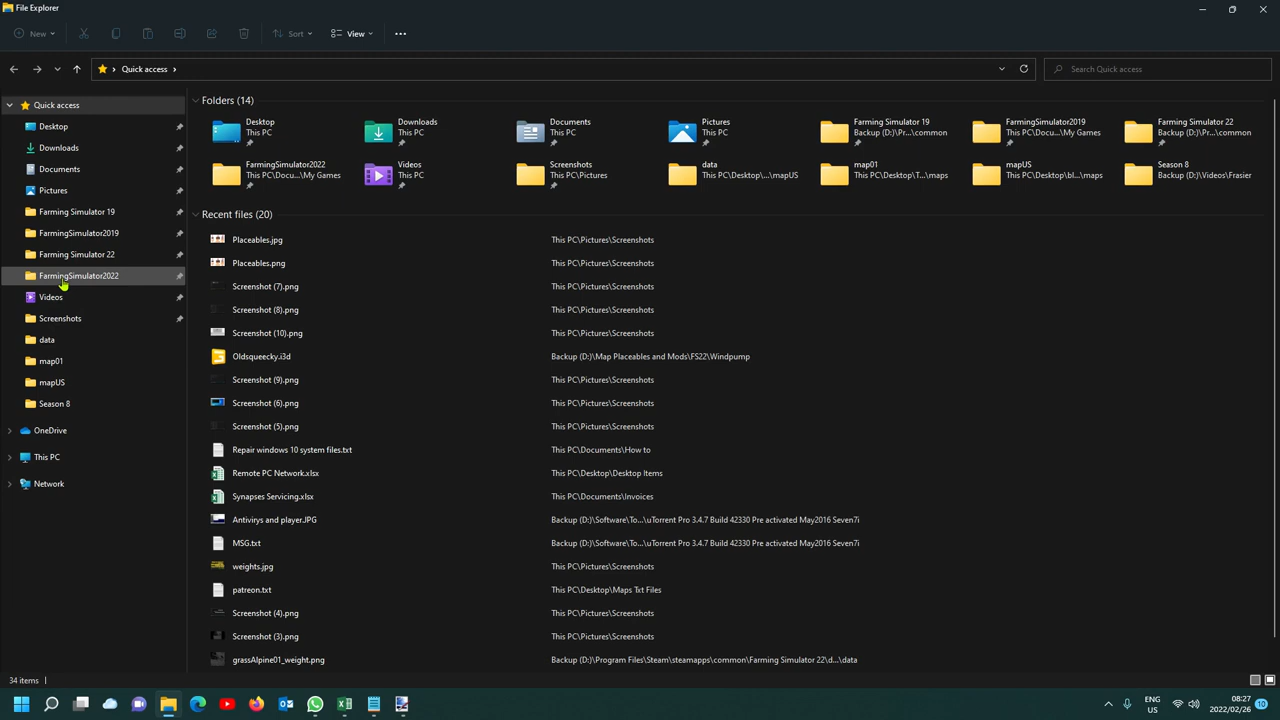 File Explorer
New
Sort
View
Quick access
Search Quick access
Quick access
Desktop
Downloads
Documents
Pictures
Farming Simulator 19
FarmingSimulator2019
Farming Simulator 22
FarmingSimulator2022
Videos
Screenshots
data
map01
mapUS
Season 8
OneDrive
This PC
Network
Folders (14)
Desktop
This PC
Downloads
This PC
Documents
This PC
Pictures
This PC
Farming Simulator 19
Backup (D:)\Pr...\common
FarmingSimulator2019
This PC\Docu...\My Games
Farming Simulator 22
Backup (D:)\Pr...\common
FarmingSimulator2022
This PC\Docu...\My Games
Videos
This PC
Screenshots
This PC\Pictures
data
This PC\Desktop\...\mapUS
map01
This PC\Desktop\T...\maps
mapUS
This PC\Desktop\bl...\maps
Season 8
Backup (D:)\Videos\Frasier
Recent files (20)
Placeables.jpg This PC\Pictures\Screenshots
Placeables.png This PC\Pictures\Screenshots
Screenshot (7).png This PC\Pictures\Screenshots
Screenshot (8).png This PC\Pictures\Screenshots
Screenshot (10).png This PC\Pictures\Screenshots
Oldsqueecky.i3d Backup (D:)\Map Placeables and Mods\FS22\Windpump
Screenshot (9).png This PC\Pictures\Screenshots
Screenshot (6).png This PC\Pictures\Screenshots
Screenshot (5).png This PC\Pictures\Screenshots
Repair windows 10 system files.txt This PC\Documents\How to
Remote PC Network.xlsx This PC\Desktop\Desktop Items
Synapses Servicing.xlsx This PC\Documents\Invoices
Antivirys and player.JPG Backup (D:)\Software\To...\uTorrent Pro 3.4.7 Build 42330 Pre activated May2016 Seven7i
MSG.txt Backup (D:)\Software\To...\uTorrent Pro 3.4.7 Build 42330 Pre activated May2016 Seven7i
weights.jpg This PC\Pictures\Screenshots
patreon.txt This PC\Desktop\Maps Txt Files
Screenshot (4).png This PC\Pictures\Screenshots
Screenshot (3).png This PC\Pictures\Screenshots
grassAlpine01_weight.png Backup (D:)\Program Files\Steam\steamapps\common\Farming Simulator 22\d...\data
34 items
ENG
US
08:27
2022/02/26
10